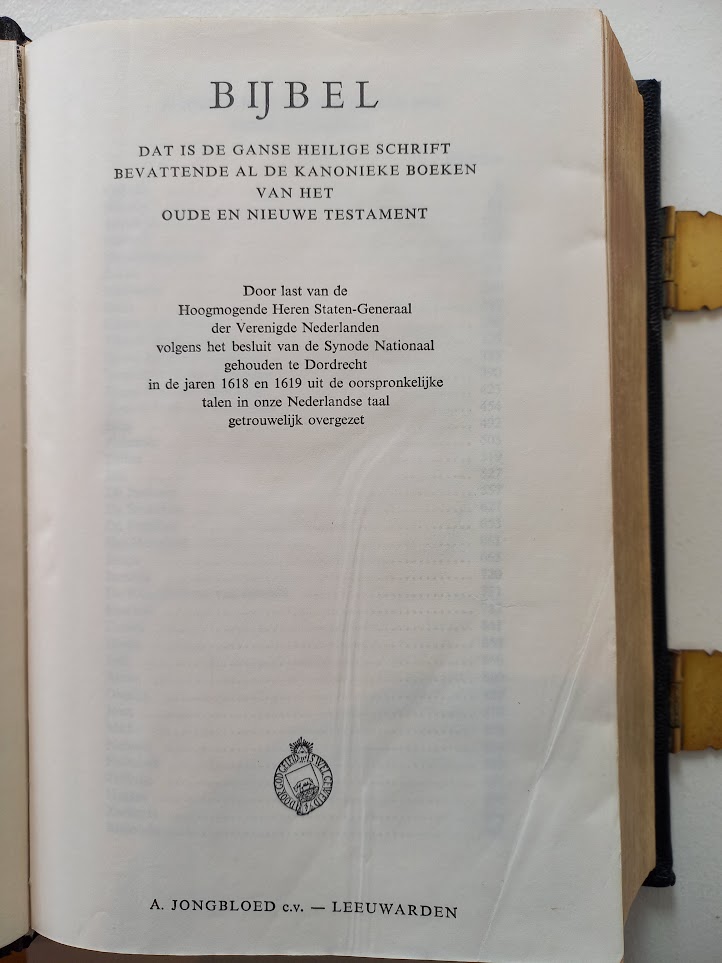 BIJBEL
DAT IS DE GANSE HEILIGE SCHRIFT
BEVATTENDE AL DE KANONIEKE BOEKEN
VAN HET
OUDE EN NIEUWE TESTAMENT
Door last van de
Hoogmogende Heren Staten-Generaal
der Verenigde Nederlanden
volgens het besluit van de Synode Nationaal
gehouden te Dordrecht
in de jaren 1618 en 1619 uit de oorspronkelijke
talen in onze Nederlandse taal
getrouwelijk overgezet
A. JONGBLOED C.V. — LEEUWARDEN